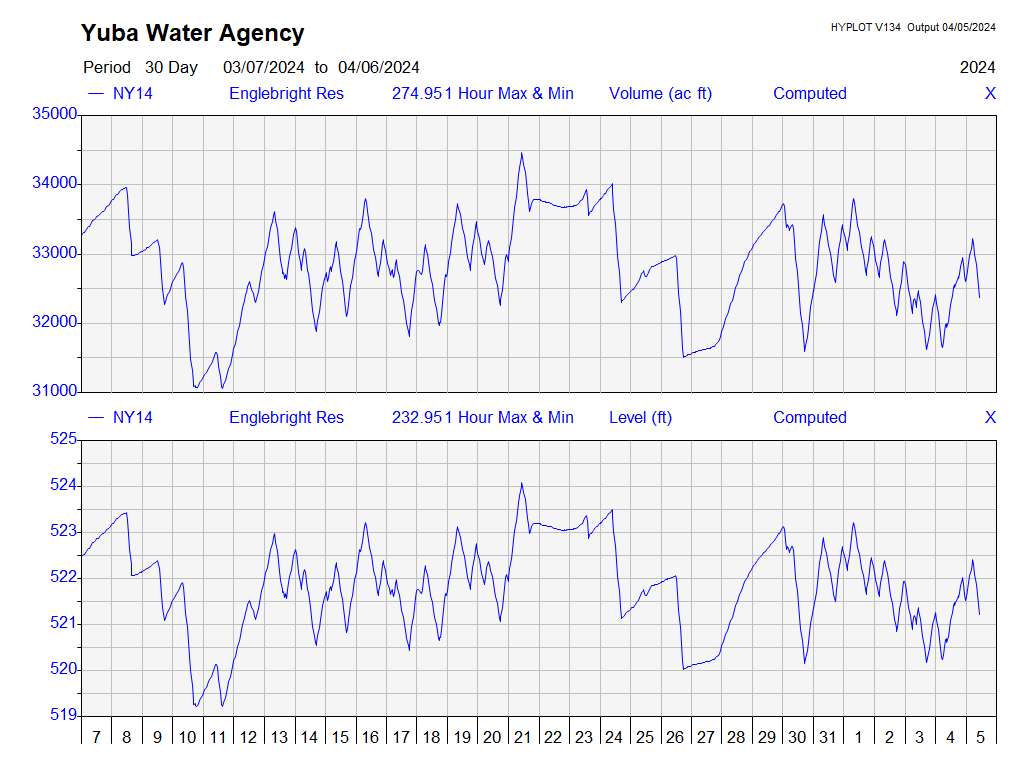 Yuba Water Agency HYPLOT V134 Output 04/05/2024
Period 30 Day 03/07/2024 to 04/06/2024 2024
NY14 Englebright Res 274.951 Hour Max & Min Volume (ac ft) Computed X
35000
34000
33000
32000
31000
NY14 Englebright Res 232.951 Hour Max & Min Level (ft) Computed X
525
524
523
522
521
520
519
7 8 9 10 11 12 13 14 15 16 17 18 19 20 21 22 23 24 25 26 27 28 29 30 31 1 2 3 4 5